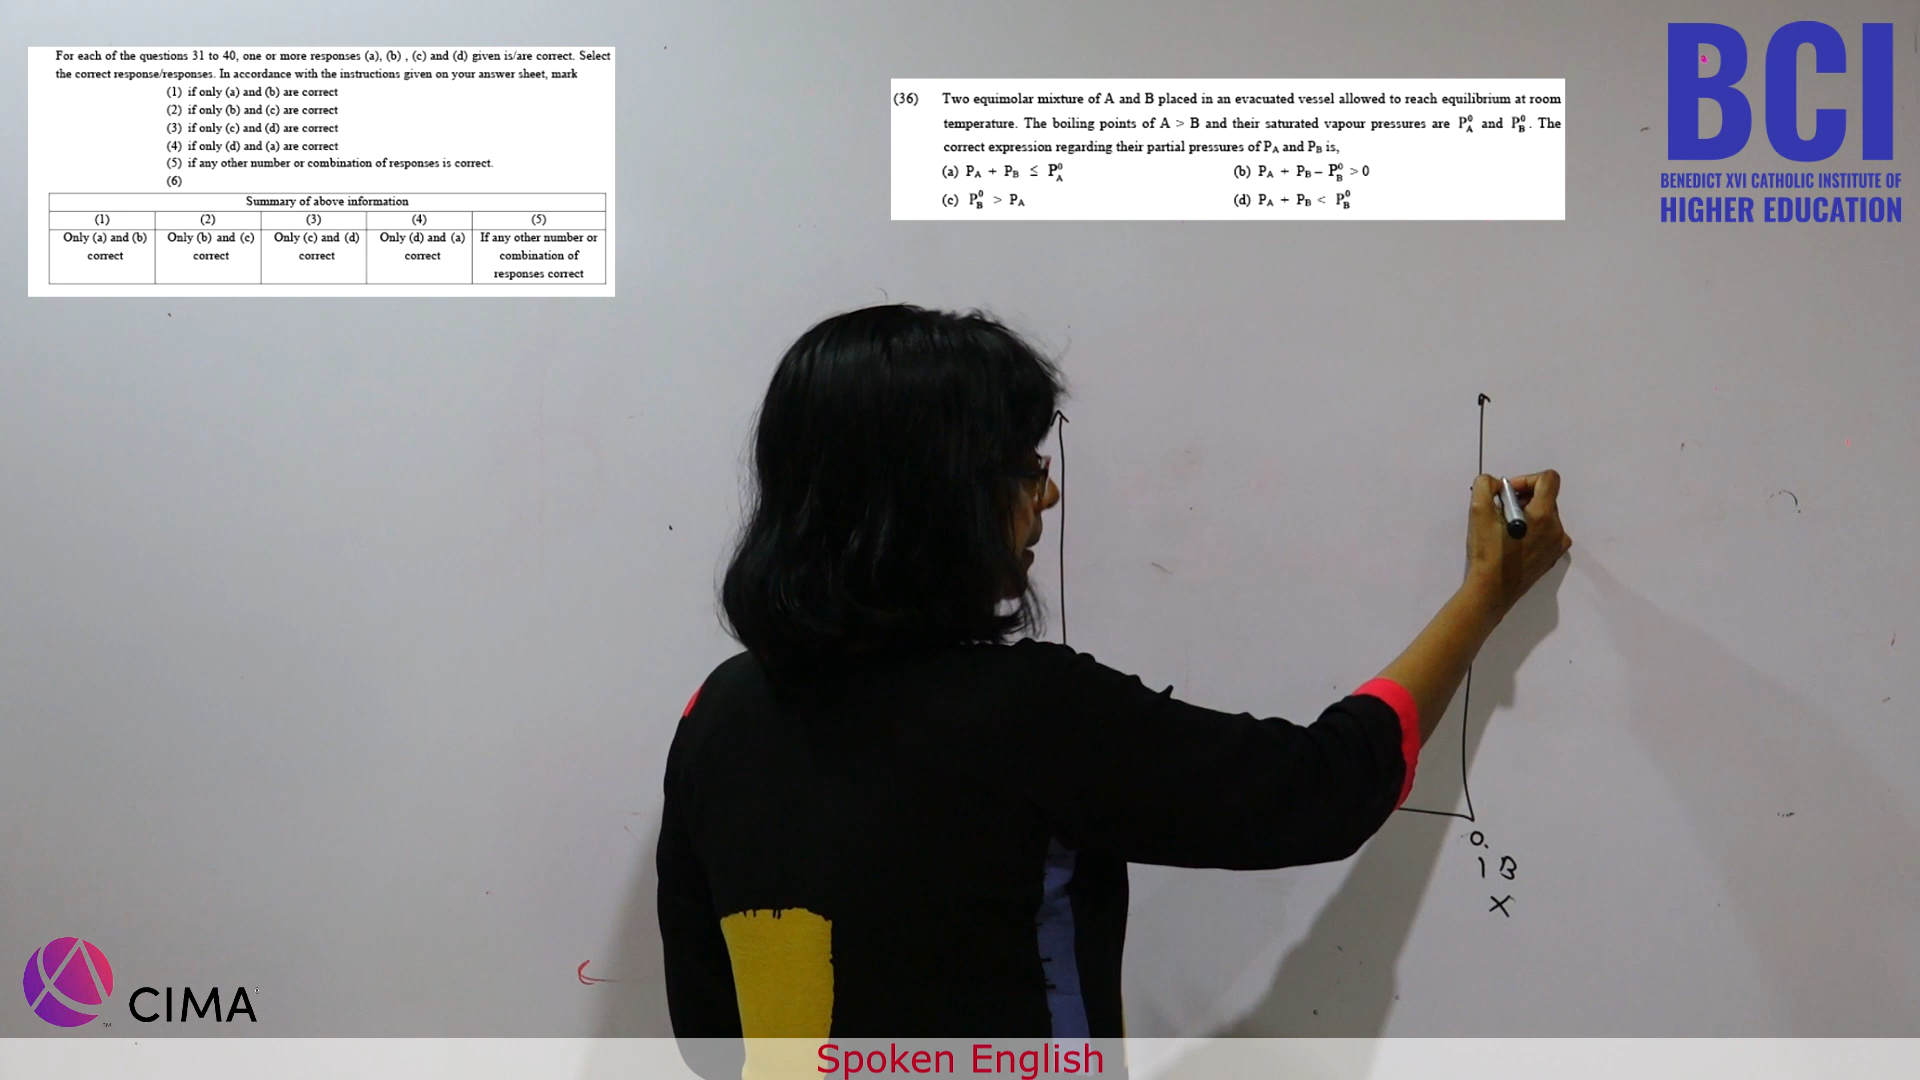 For each of the questions 31 to 40, one or more responses (a), (b) , (c) and (d) given is/are correct. Select
the correct response/responses. In accordance with the instructions given on your answer sheet, mark
(1) if only (a) and (b) are correct
(2) if only (b) and (c) are correct
(3) if only (c) and (d) are correct
(4) if only (d) and (a) are correct
(5) if any other number or combination of responses is correct.
(6)
Summary of above information
(1) (2) (3) (4) (5)
Only (a) and (b) Only (b) and (c) Only (c) and (d) Only (d) and (a) If any other number or
correct correct correct correct combination of
responses correct
(36) Two equimolar mixture of A and B placed in an evacuated vessel allowed to reach equilibrium at room
temperature. The boiling points of A > B and their saturated vapour pressures are P⁰A and P⁰B . The
correct expression regarding their partial pressures of PA and PB is,
(a) PA + PB ≤ P⁰A (b) PA + PB – P⁰B > 0
(c) P⁰B > PA (d) PA + PB < P⁰B
BCI
BENEDICT XVI CATHOLIC INSTITUTE OF
HIGHER EDUCATION
0.
1 B
X
CIMA
Spoken English